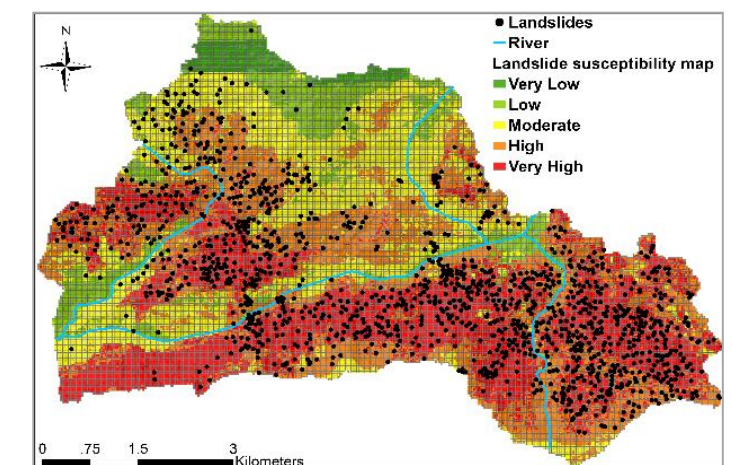 N
Landslides
River
Landslide susceptibility map
Very Low
Low
Moderate
High
Very High
0 .75 1.5 3
Kilometers